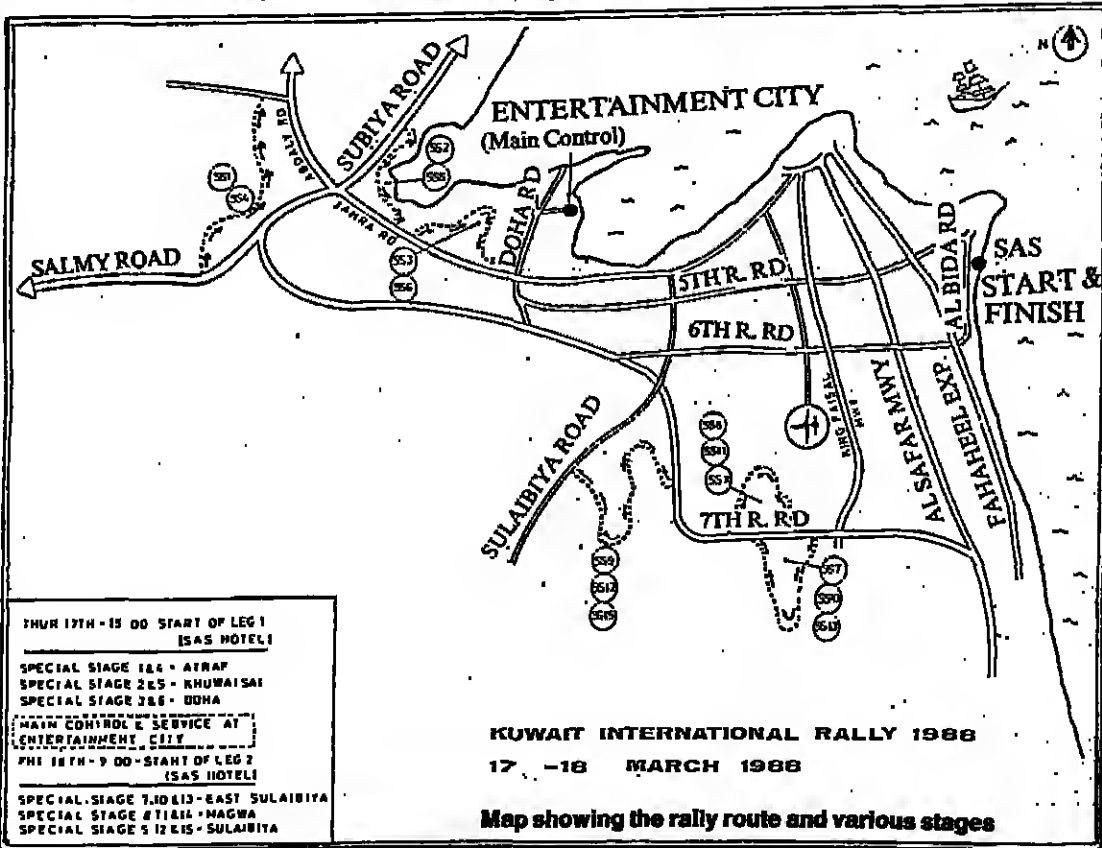 N
ENTERTAINMENT CITY
(Main Control)
SUBIYA ROAD
ABDALLY RD
SS1
SS4
SS2
SS5
JAHRA RD
DOHA RD
SALMY ROAD
SS3
SS6
5TH R. RD
6TH R. RD
AL BIDA RD
SAS
START &
FINISH
SULAIBIYA ROAD
KING FAISAL
AL SAFAR MWY
FAHAHEEL EXP.
SS8
SS11
7TH R. RD
SS9
SS12
SS15
SS7
SS10
SS13
THUR 17TH - 15 00 START OF LEG 1
(SAS HOTEL)
SPECIAL STAGE 1&4 - ATRAF
SPECIAL STAGE 2&5 - KHUWAISAI
SPECIAL STAGE 3&6 - DOHA
MAIN CONTROL & SERVICE AT
ENTERTAINMENT CITY
FRI 18TH - 9 00 - START OF LEG 2
(SAS HOTEL)
SPECIAL STAGE 7,10 &13 - EAST SULAIBIYA
SPECIAL STAGE 8 11&14 - MAGWA
SPECIAL STAGE 9 12 &15 - SULAIBIYA
KUWAIT INTERNATIONAL RALLY 1988
17 -18 MARCH 1988
Map showing the rally route and various stages